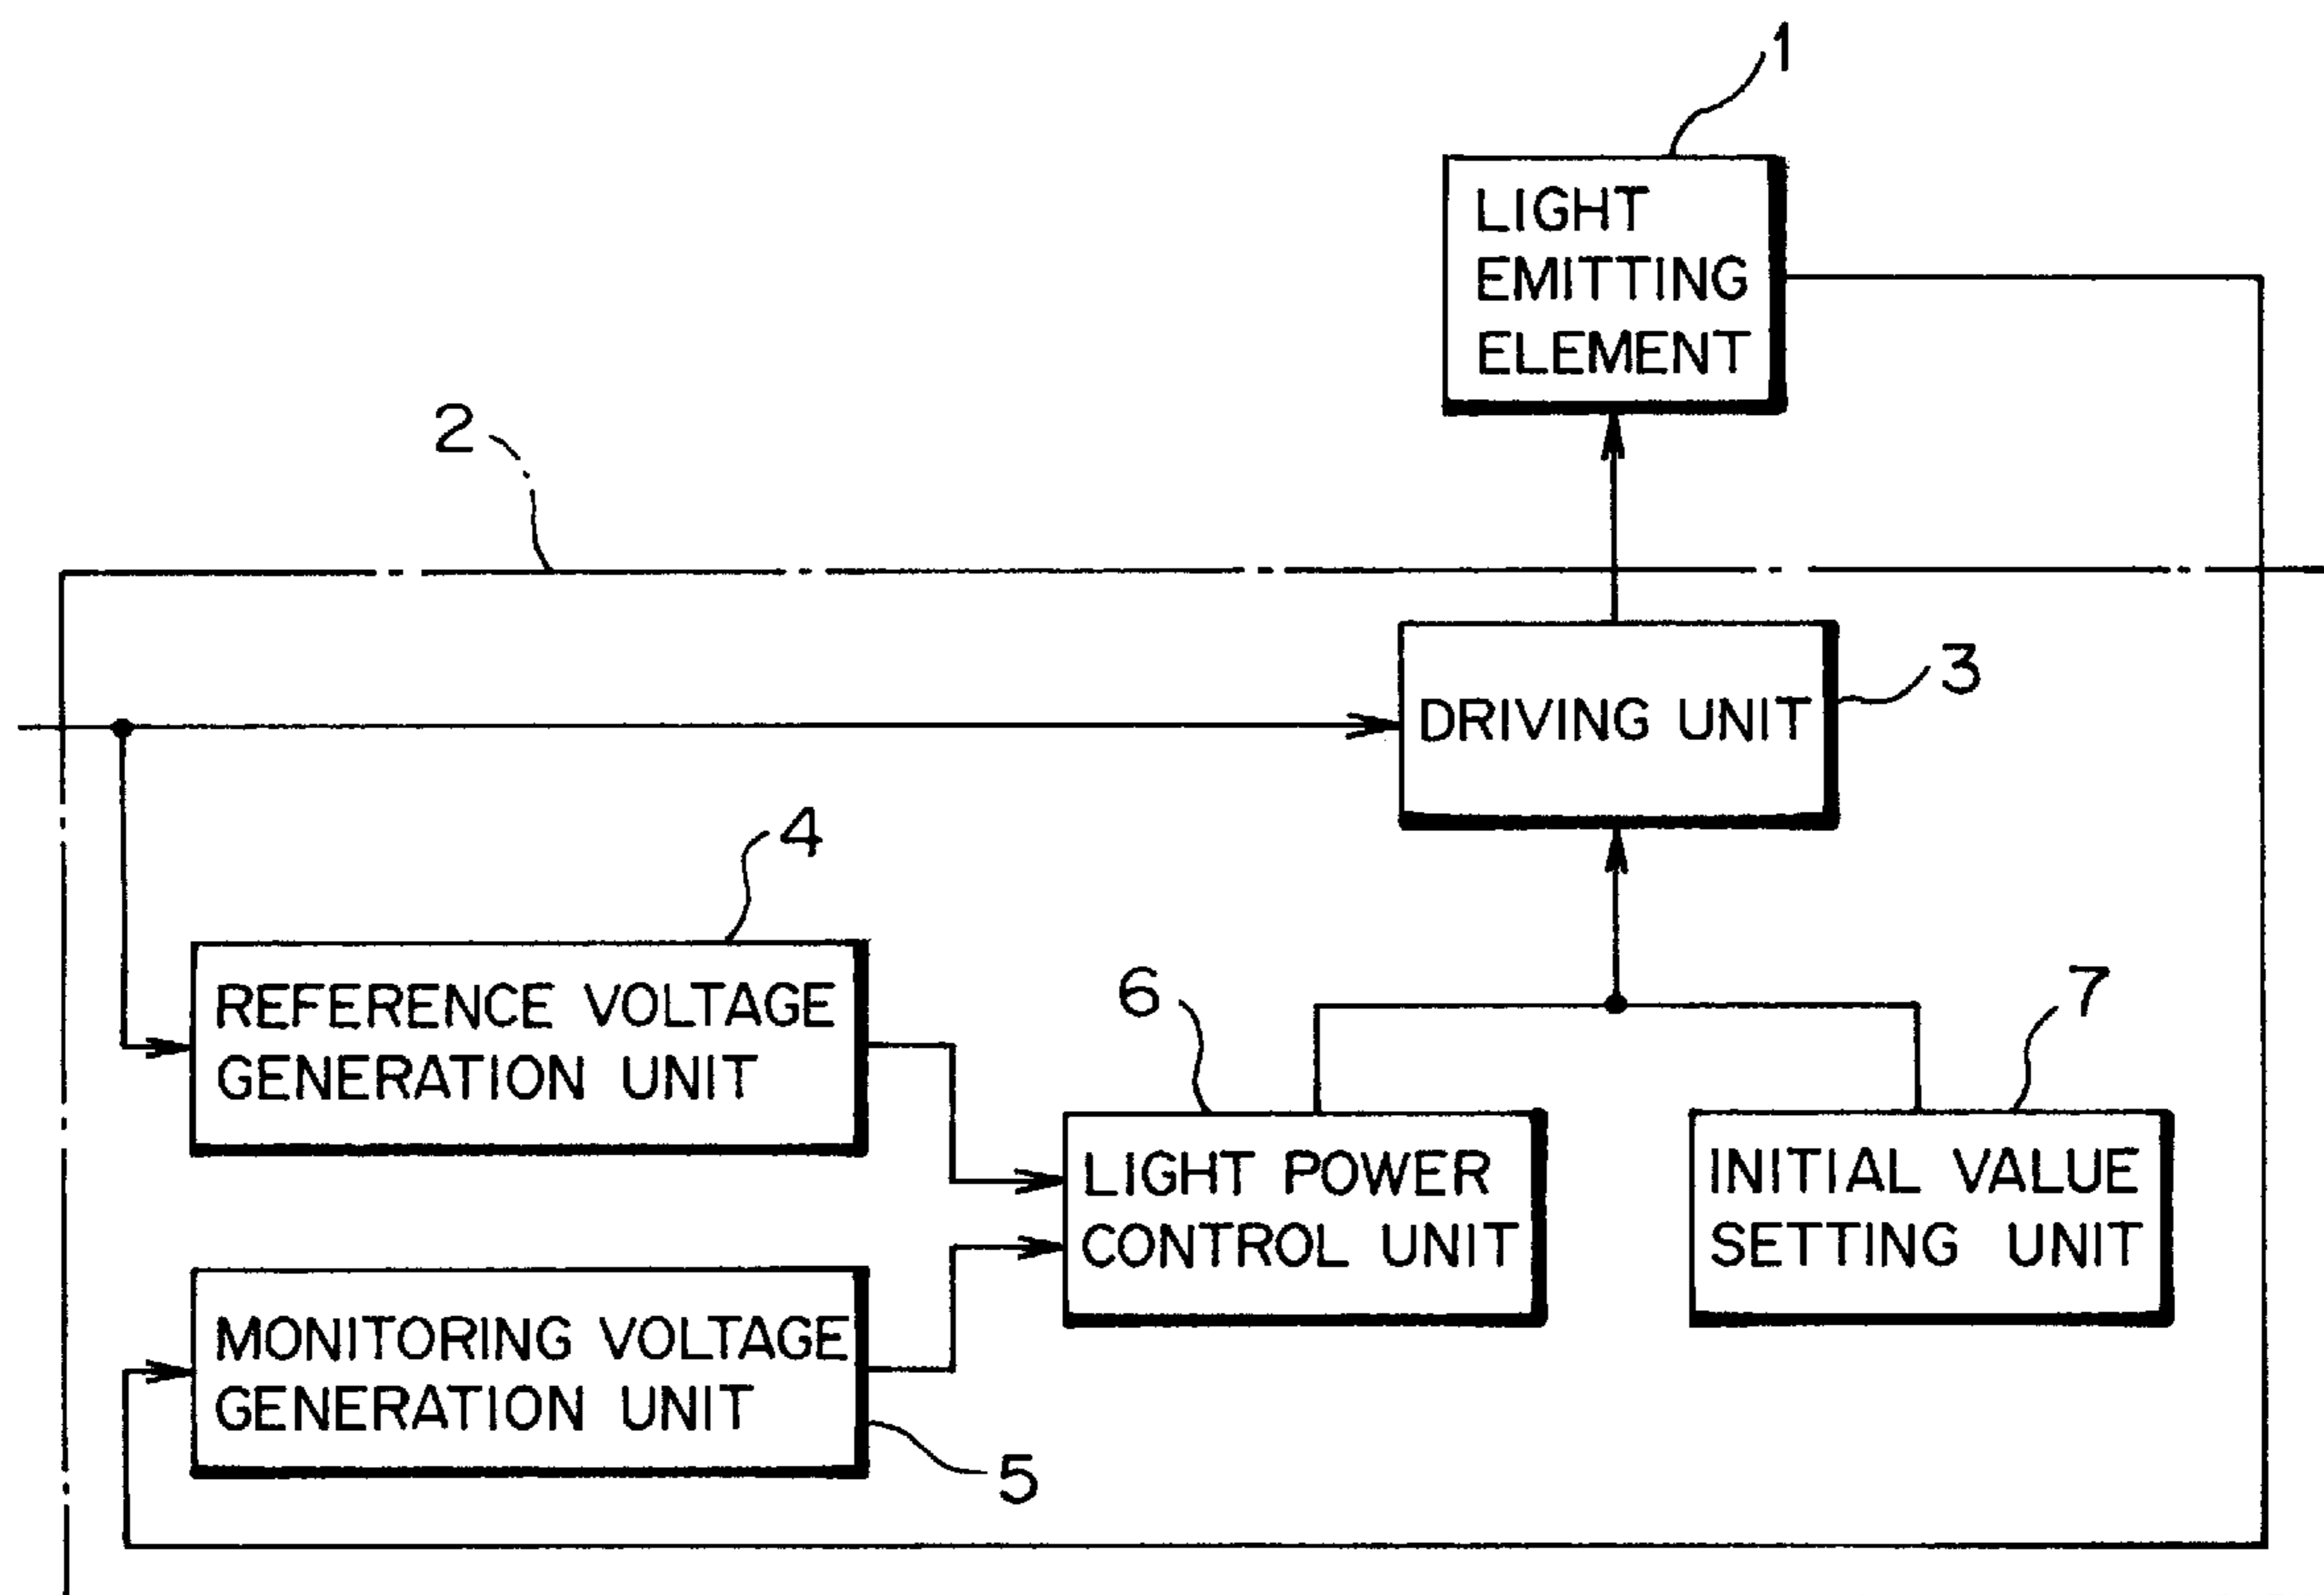 1
LIGHT
EMITTING
ELEMENT
2
3
DRIVING UNIT
4
REFERENCE VOLTAGE
GENERATION UNIT
6
7
LIGHT POWER
CONTROL UNIT
INITIAL VALUE
SETTING UNIT
MONITORING VOLTAGE
GENERATION UNIT
5